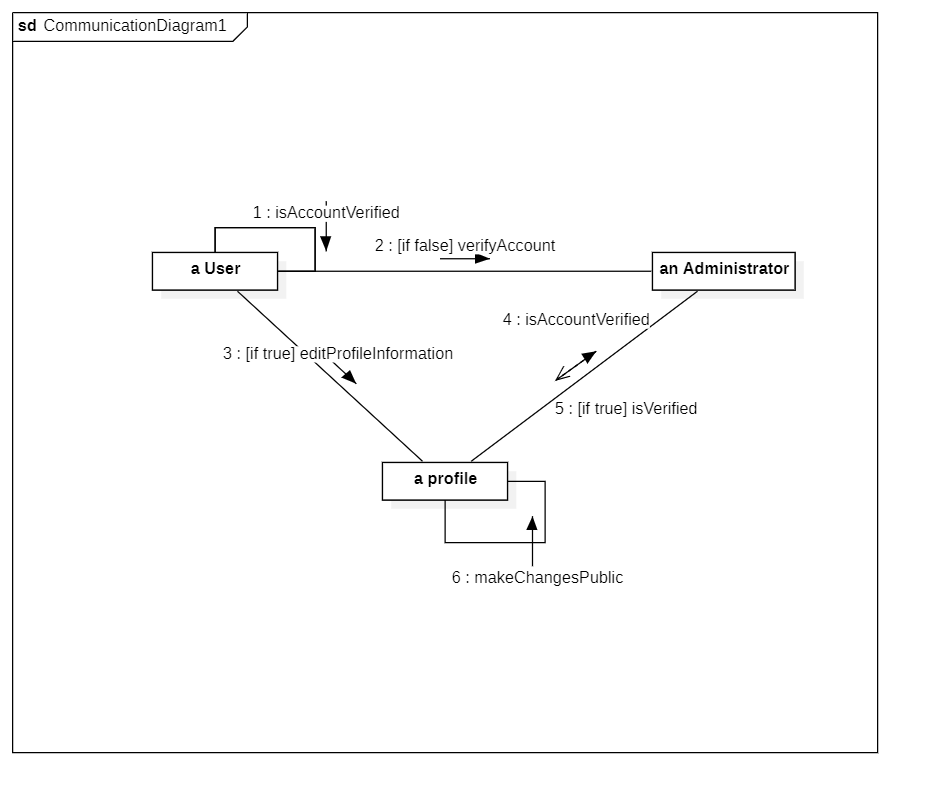 sd CommunicationDiagram1
1 : isAccountVerified
2 : [if false] verifyAccount
a User
an Administrator
4 : isAccountVerified
3 : [if true] editProfileInformation
5 : [if true] isVerified
a profile
6 : makeChangesPublic